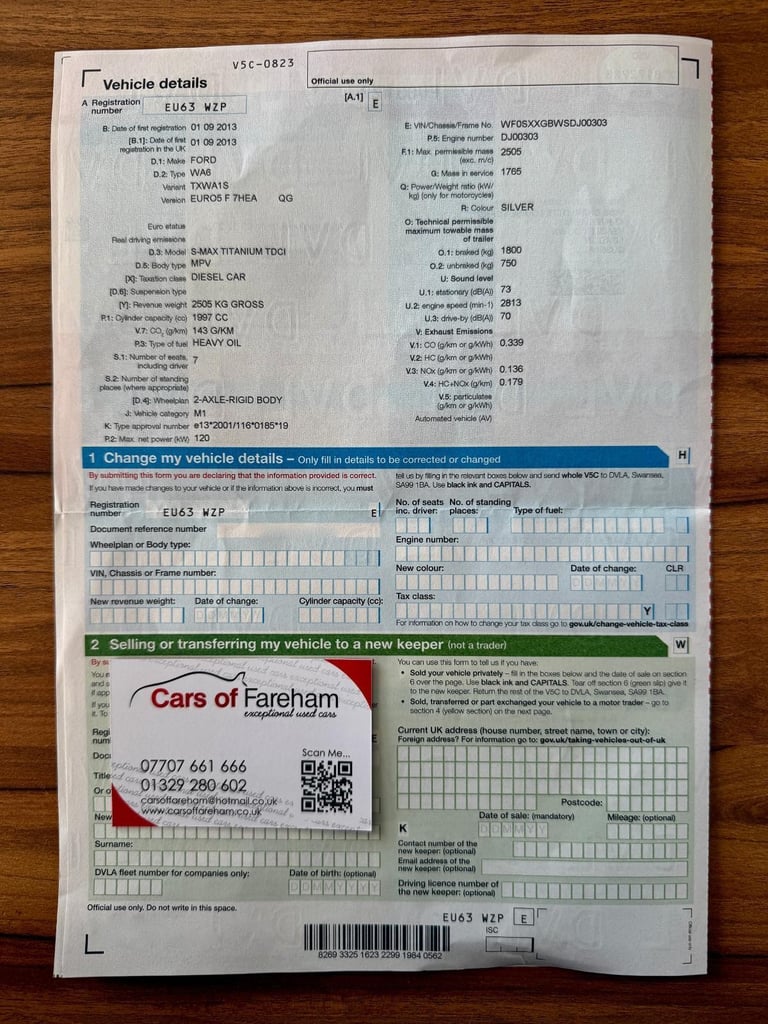 V5C-0823
Vehicle details
Official use only
A Registration number EU63 WZP
[A.1] E
B: Date of first registration 01 09 2013
[B.1]: Date of first registration in the UK 01 09 2013
D.1: Make FORD
D.2: Type WA6
Variant TXWA1S
Version EURO5 F 7HEA QG
Euro status
Real driving emissions
D.3: Model S-MAX TITANIUM TDCI
D.5: Body type MPV
[X]: Taxation class DIESEL CAR
[D.6]: Suspension type
[Y]: Revenue weight 2505 KG GROSS
P.1: Cylinder capacity (cc) 1997 CC
V.7: CO₂ (g/km) 143 G/KM
P.3: Type of fuel HEAVY OIL
S.1: Number of seats, including driver 7
S.2: Number of standing places (where appropriate)
[D.4]: Wheelplan 2-AXLE-RIGID BODY
J: Vehicle category M1
K: Type approval number e13*2001/116*0185*19
P.2: Max. net power (kW) 120
E: VIN/Chassis/Frame No. WF0SXXGBWSDJ00303
P.5: Engine number DJ00303
F.1: Max. permissible mass (exc. m/c) 2505
G: Mass in service 1765
Q: Power/Weight ratio (kW/kg) (only for motorcycles)
R: Colour SILVER
O: Technical permissible maximum towable mass of trailer
O.1: braked (kg) 1800
O.2: unbraked (kg) 750
U: Sound level
U.1: stationary (dB(A)) 73
U.2: engine speed (min-1) 2813
U.3: drive-by (dB(A)) 70
V: Exhaust Emissions
V.1: CO (g/km or g/kWh) 0.339
V.2: HC (g/km or g/kWh)
V.3: NOx (g/km or g/kWh) 0.136
V.4: HC+NOx (g/km) 0.179
V.5: particulates (g/km or g/kWh)
Automated vehicle (AV)
1 Change my vehicle details – Only fill in details to be corrected or changed H
By submitting this form you are declaring that the information provided is correct.
If you have made changes to your vehicle or if the information above is incorrect, you must
tell us by filling in the relevant boxes below and send whole V5C to DVLA, Swansea,
SA99 1BA. Use black ink and CAPITALS.
Registration number EU63 WZP E
Document reference number
Wheelplan or Body type:
VIN, Chassis or Frame number:
New revenue weight: Date of change: Cylinder capacity (cc):
No. of seats inc. driver: No. of standing places: Type of fuel:
Engine number:
New colour: Date of change: CLR
Tax class: Y
For information on how to change your tax class go to gov.uk/change-vehicle-tax-class
2 Selling or transferring my vehicle to a new keeper (not a trader) W
You can use this form to tell us if you have:
• Sold your vehicle privately – fill in the boxes below and the date of sale on section
6 over the page. Use black ink and CAPITALS. Tear off section 6 (green slip) give it
to the new keeper. Return the rest of the V5C to DVLA, Swansea, SA99 1BA.
• Sold, transferred or part exchanged your vehicle to a motor trader – go to
section 4 (yellow section) on the next page.
Current UK address (house number, street name, town or city):
Foreign address? For information go to: gov.uk/taking-vehicles-out-of-uk
Postcode:
Date of sale: (mandatory) Mileage: (optional)
K DDMMYY
Contact number of the new keeper: (optional)
Email address of the new keeper: (optional)
Driving licence number of the new keeper: (optional)
Cars of Fareham
exceptional used cars
Scan Me...
07707 661 666
01329 280 602
carsoffareham@hotmail.co.uk
www.carsoffareham.co.uk
Title
New
Surname:
DVLA fleet number for companies only: Date of birth: (optional)
DDMMYYYY
Official use only. Do not write in this space.
EU63 WZP E
ISC
8269 3325 1623 2299 1984 0562
Official use only